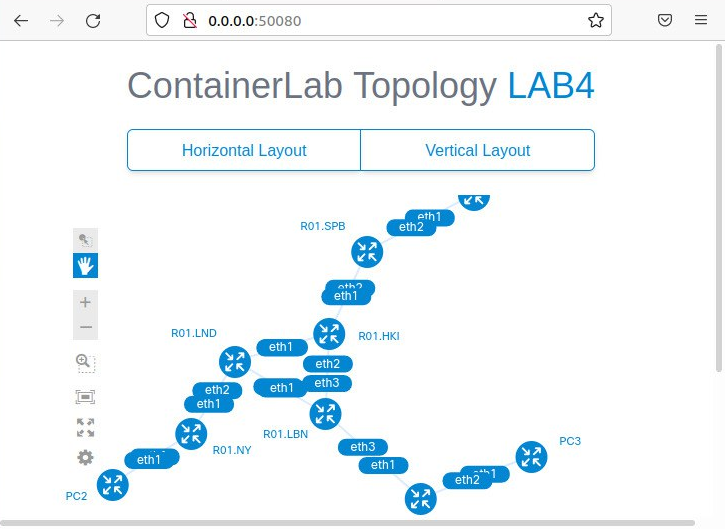 0.0.0.0:50080
ContainerLab Topology LAB4
Horizontal Layout
Vertical Layout
eth1
R01.SPB
eth2
eth2
eth1
R01.LND
R01.HKI
eth1
eth2
eth3
eth2
eth1
eth1
R01.LBN
R01.NY
eth3
PC3
eth1
eth1
eth1
eth2
PC2